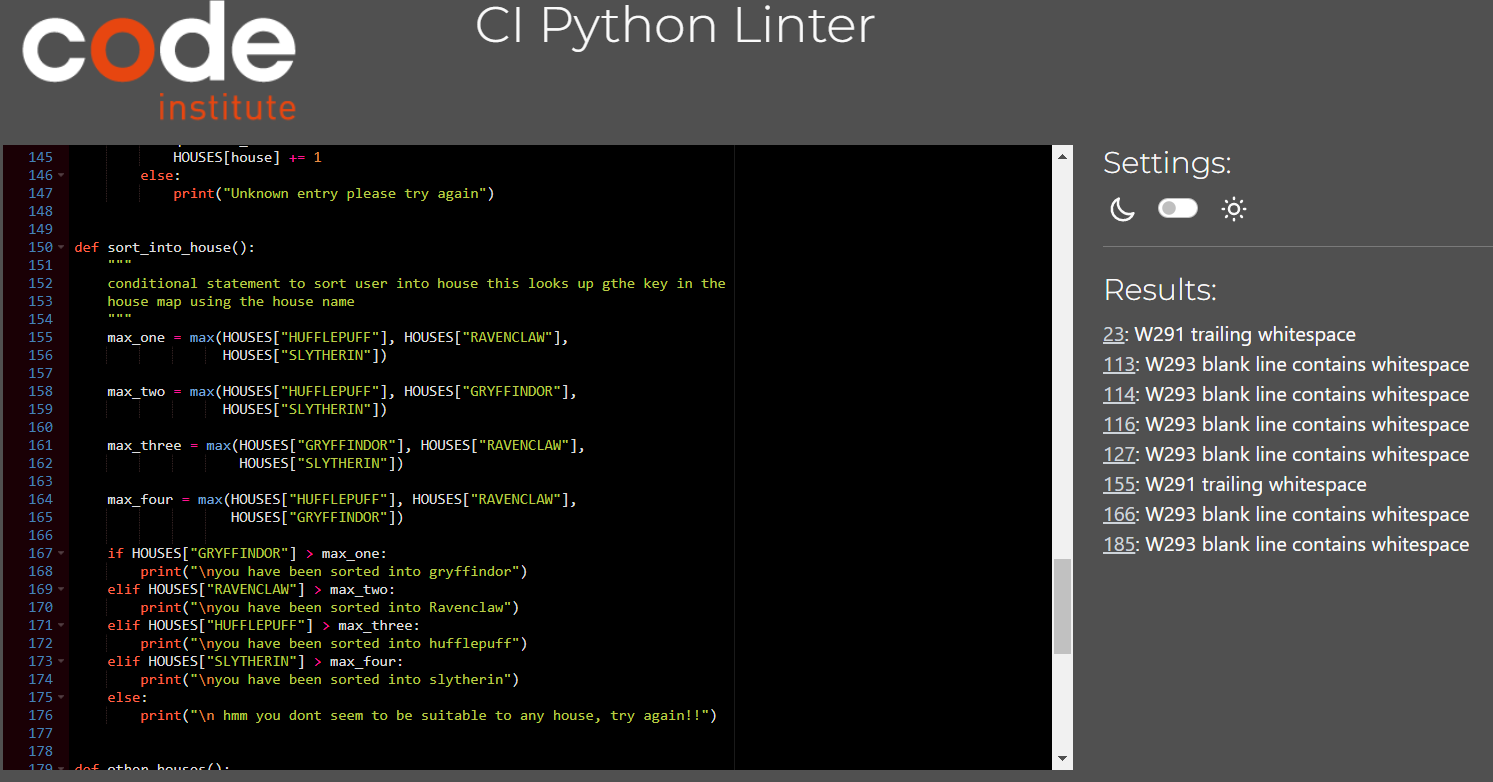 code
institute
CI Python Linter
145 HOUSES[house] += 1
146 else:
147 print("Unknown entry please try again")
148
149
150 def sort_into_house():
151 """
152 conditional statement to sort user into house this looks up gthe key in the
153 house map using the house name
154 """
155 max_one = max(HOUSES["HUFFLEPUFF"], HOUSES["RAVENCLAW"],
156 HOUSES["SLYTHERIN"])
157
158 max_two = max(HOUSES["HUFFLEPUFF"], HOUSES["GRYFFINDOR"],
159 HOUSES["SLYTHERIN"])
160
161 max_three = max(HOUSES["GRYFFINDOR"], HOUSES["RAVENCLAW"],
162 HOUSES["SLYTHERIN"])
163
164 max_four = max(HOUSES["HUFFLEPUFF"], HOUSES["RAVENCLAW"],
165 HOUSES["GRYFFINDOR"])
166
167 if HOUSES["GRYFFINDOR"] > max_one:
168 print("\nyou have been sorted into gryffindor")
169 elif HOUSES["RAVENCLAW"] > max_two:
170 print("\nyou have been sorted into Ravenclaw")
171 elif HOUSES["HUFFLEPUFF"] > max_three:
172 print("\nyou have been sorted into hufflepuff")
173 elif HOUSES["SLYTHERIN"] > max_four:
174 print("\nyou have been sorted into slytherin")
175 else:
176 print("\n hmm you dont seem to be suitable to any house, try again!!")
177
178
179 def other_houses():
Settings:
Results:
23: W291 trailing whitespace
113: W293 blank line contains whitespace
114: W293 blank line contains whitespace
116: W293 blank line contains whitespace
127: W293 blank line contains whitespace
155: W291 trailing whitespace
166: W293 blank line contains whitespace
185: W293 blank line contains whitespace